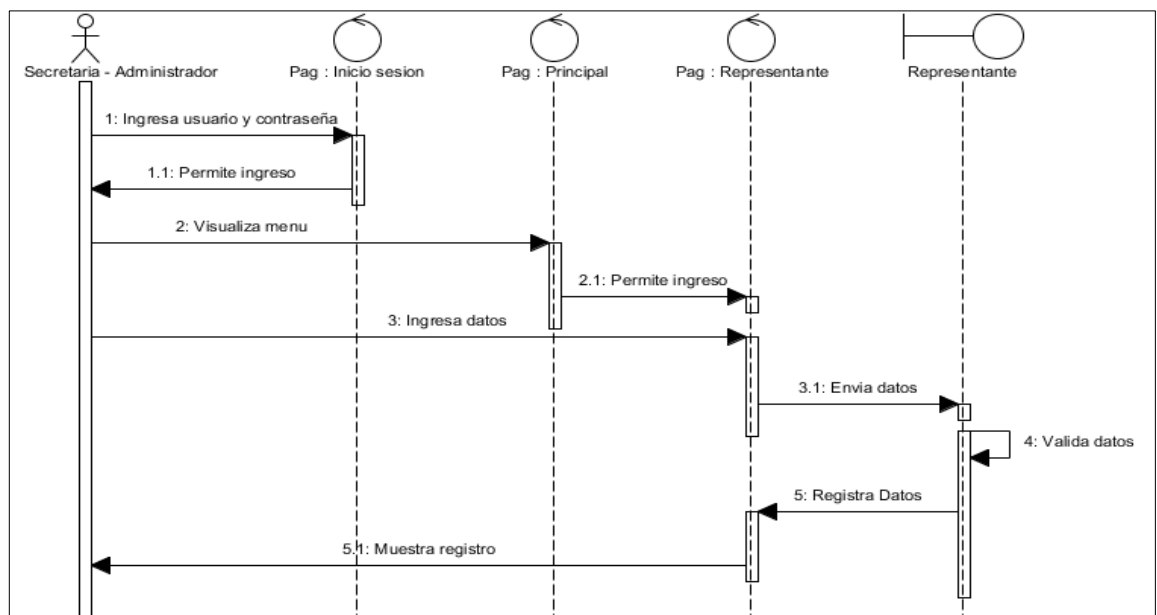 Secretaria - Administrador
Pag : Inicio sesion
Pag : Principal
Pag : Representante
Representante
1: Ingresa usuario y contraseña
1.1: Permite ingreso
2: Visualiza menu
2.1: Permite ingreso
3: Ingresa datos
3.1: Envia datos
4: Valida datos
5: Registra Datos
5.1: Muestra registro